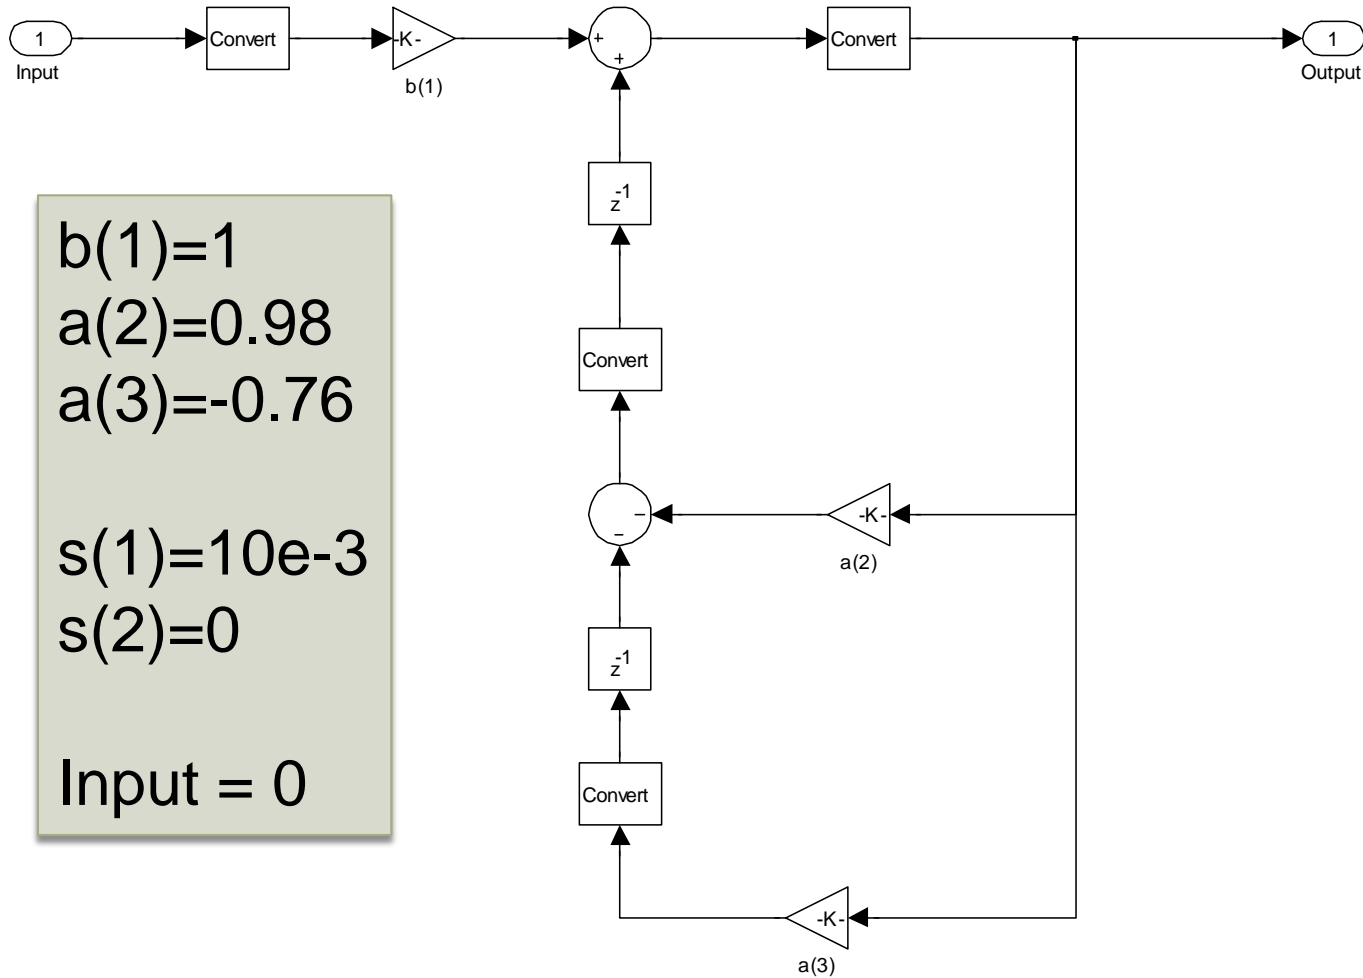 1
Input
Convert
-K-
b(1)
+
+
Convert
1
Output
z-1
b(1)=1
a(2)=0.98
a(3)=-0.76
s(1)=10e-3
s(2)=0
Input = 0
Convert
−
−
-K-
a(2)
z-1
Convert
-K-
a(3)